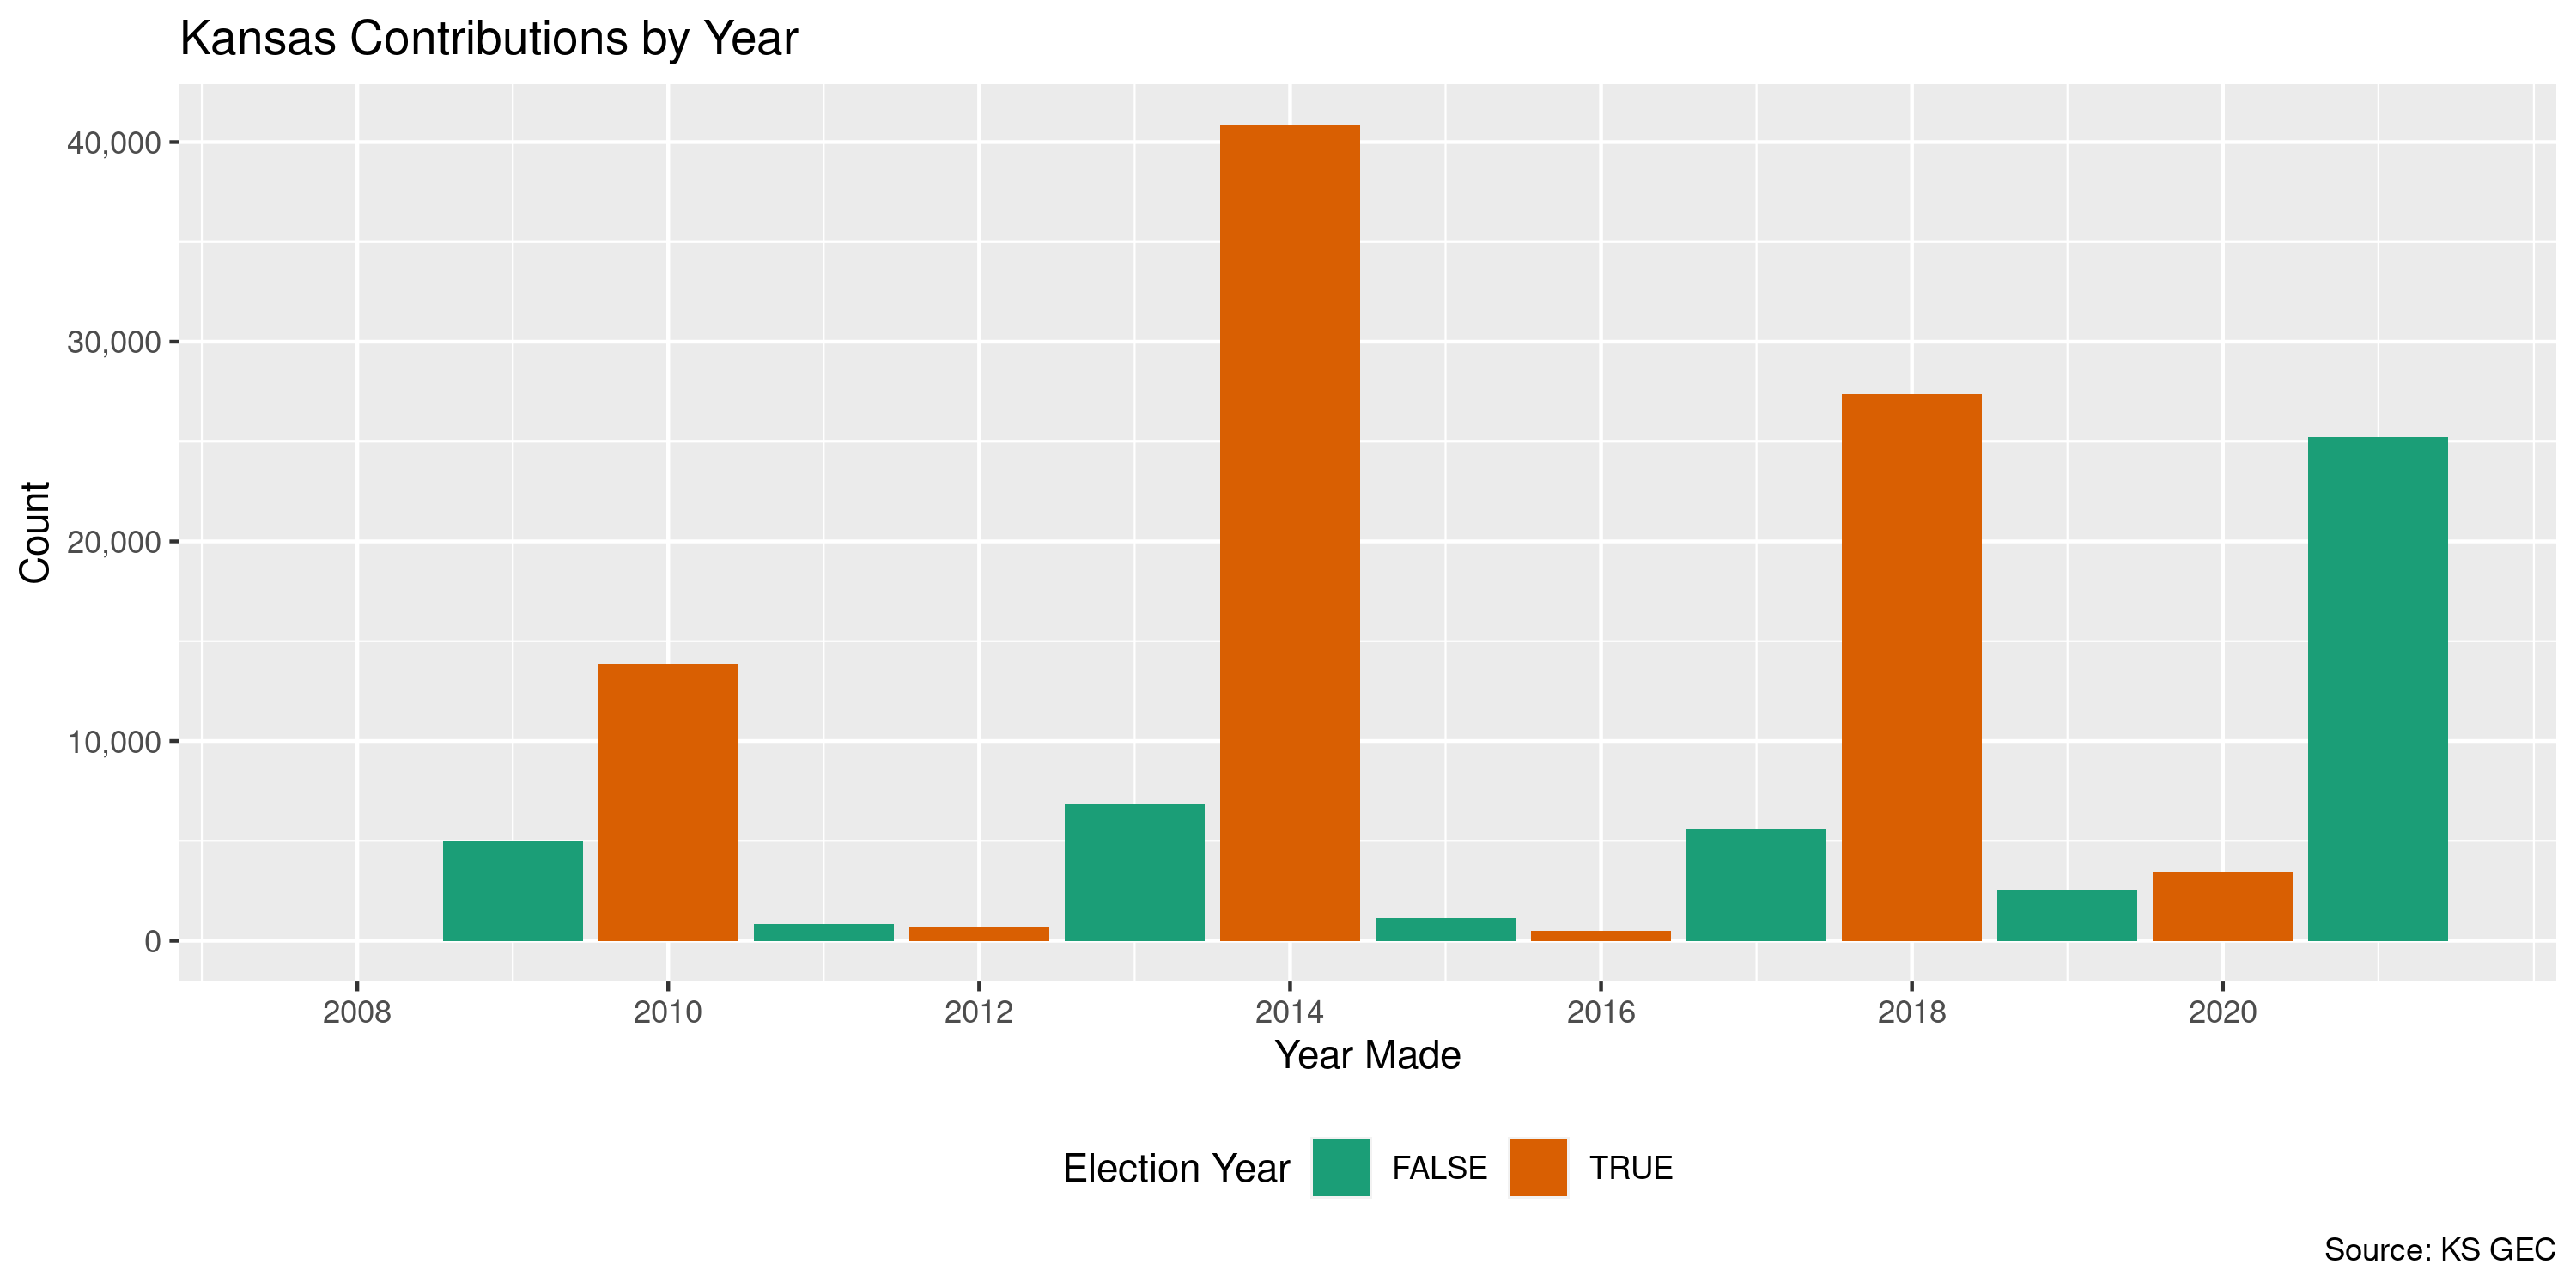 Kansas Contributions by Year
Count
40,000
30,000
20,000
10,000
0
2008 2010 2012 2014 2016 2018 2020
Year Made
Election Year FALSE TRUE
Source: KS GEC